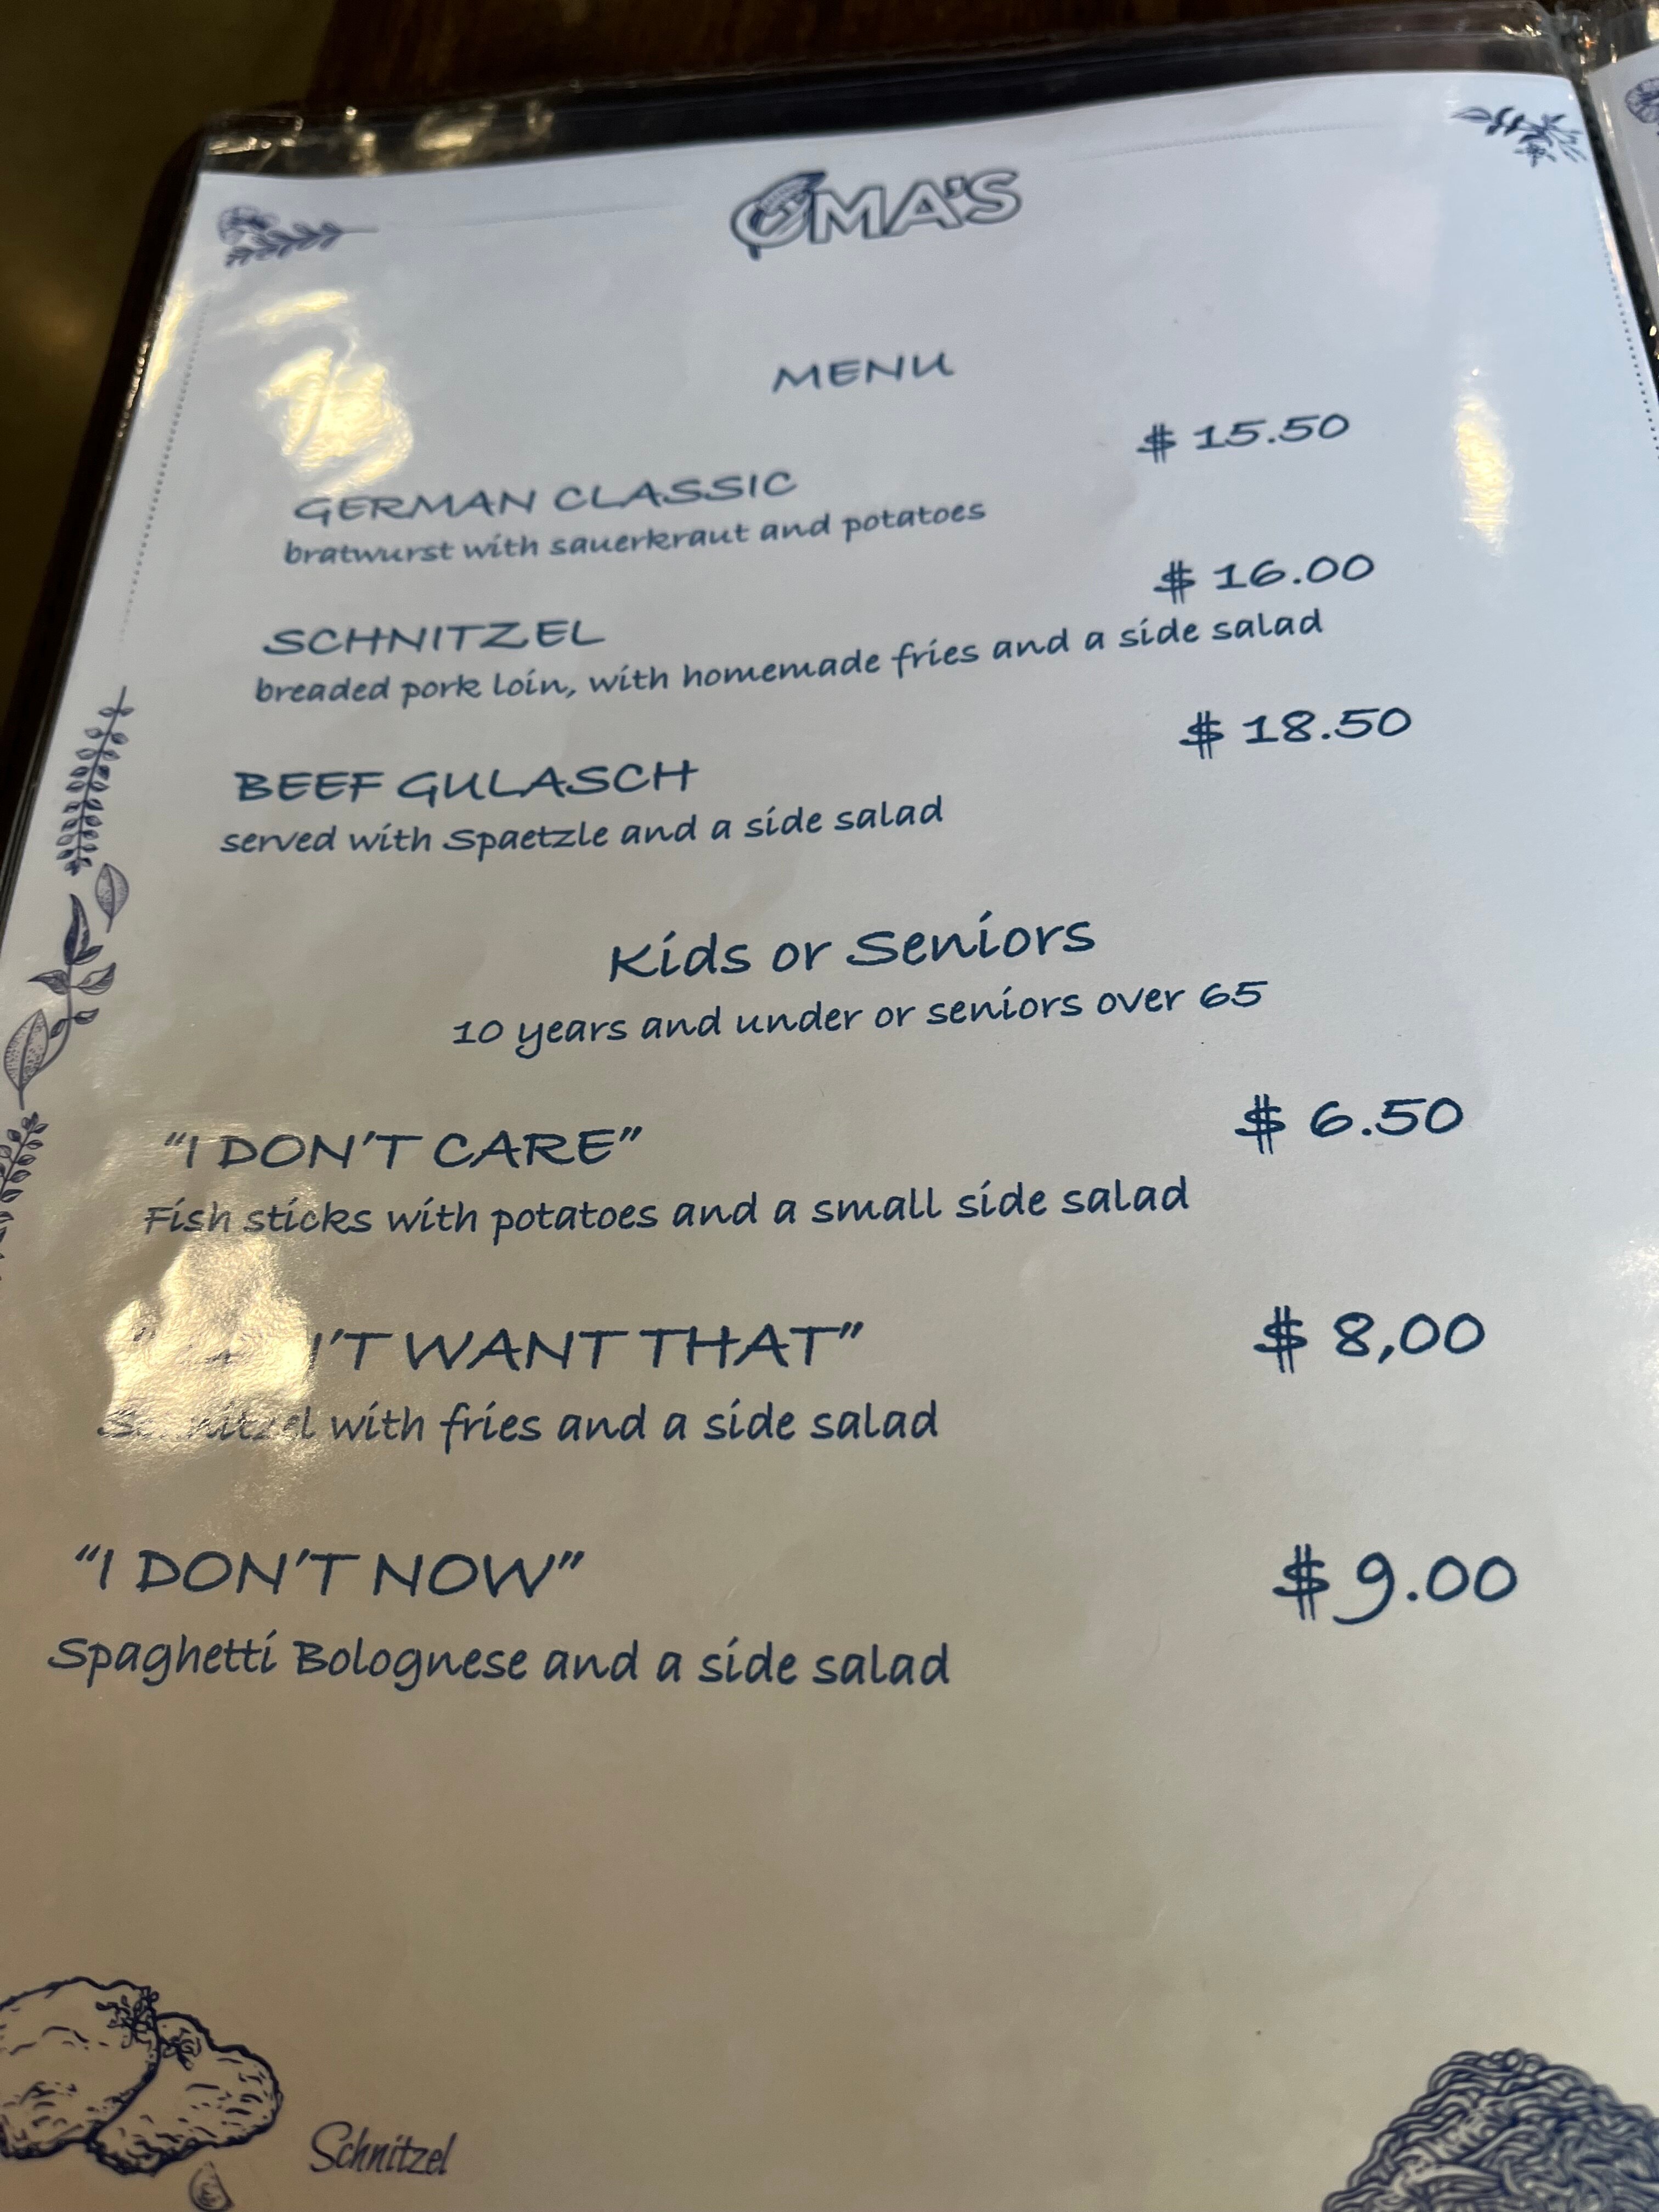 OMA'S
MENU
GERMAN CLASSIC $ 15.50
bratwurst with sauerkraut and potatoes
SCHNITZEL $ 16.00
breaded pork loin, with homemade fries and a side salad
BEEF GULASCH $ 18.50
served with Spaetzle and a side salad
Kids or Seniors
10 years and under or seniors over 65
"I DON'T CARE" $ 6.50
Fish sticks with potatoes and a small side salad
WANT THAT" $ 8,00
Schnitzel with fries and a side salad
"I DON'T NOW" $ 9.00
Spaghetti Bolognese and a side salad
Schnitzel